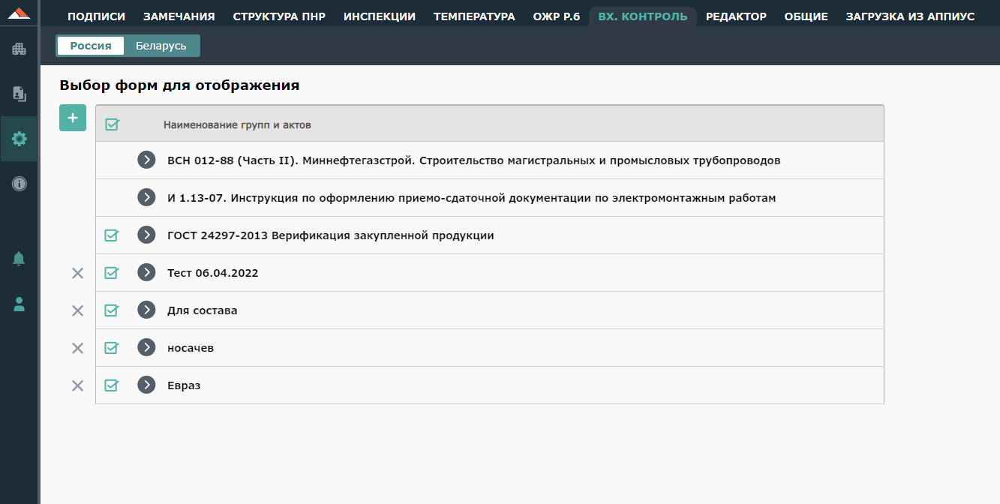 ПОДПИСИ ЗАМЕЧАНИЯ СТРУКТУРА ПНР ИНСПЕКЦИИ ТЕМПЕРАТУРА ОЖР Р.6 ВХ. КОНТРОЛЬ РЕДАКТОР ОБЩИЕ ЗАГРУЗКА ИЗ АППИУС
Россия Беларусь
Выбор форм для отображения
Наименование групп и актов
ВСН 012-88 (Часть II). Миннефтегазстрой. Строительство магистральных и промысловых трубопроводов
И 1.13-07. Инструкция по оформлению приемо-сдаточной документации по электромонтажным работам
ГОСТ 24297-2013 Верификация закупленной продукции
Тест 06.04.2022
Для состава
носачев
Евраз